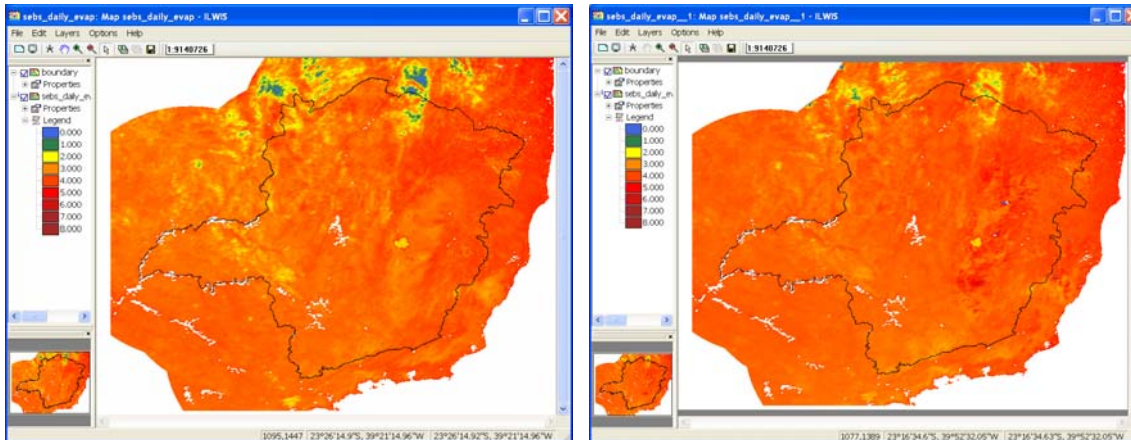 sebs_daily_evap: Map sebs_daily_evap - ILWIS
File Edit Layers Options Help
1:9140726
boundary
Properties
sebs_daily_e
Properties
Legend
0.000
1.000
2.000
3.000
4.000
5.000
6.000
7.000
8.000
1095,1447 23°26'14.9"S, 39°21'14.96"W 23°26'14.92"S, 39°21'14.96"W
sebs_daily_evap__1: Map sebs_daily_evap__1 - ILWIS
File Edit Layers Options Help
1:9140726
boundary
Properties
sebs_daily_e
Properties
Legend
0.000
1.000
2.000
3.000
4.000
5.000
6.000
7.000
8.000
1077,1389 23°16'34.6"S, 39°52'32.05"W 23°16'34.63"S, 39°52'32.05"W